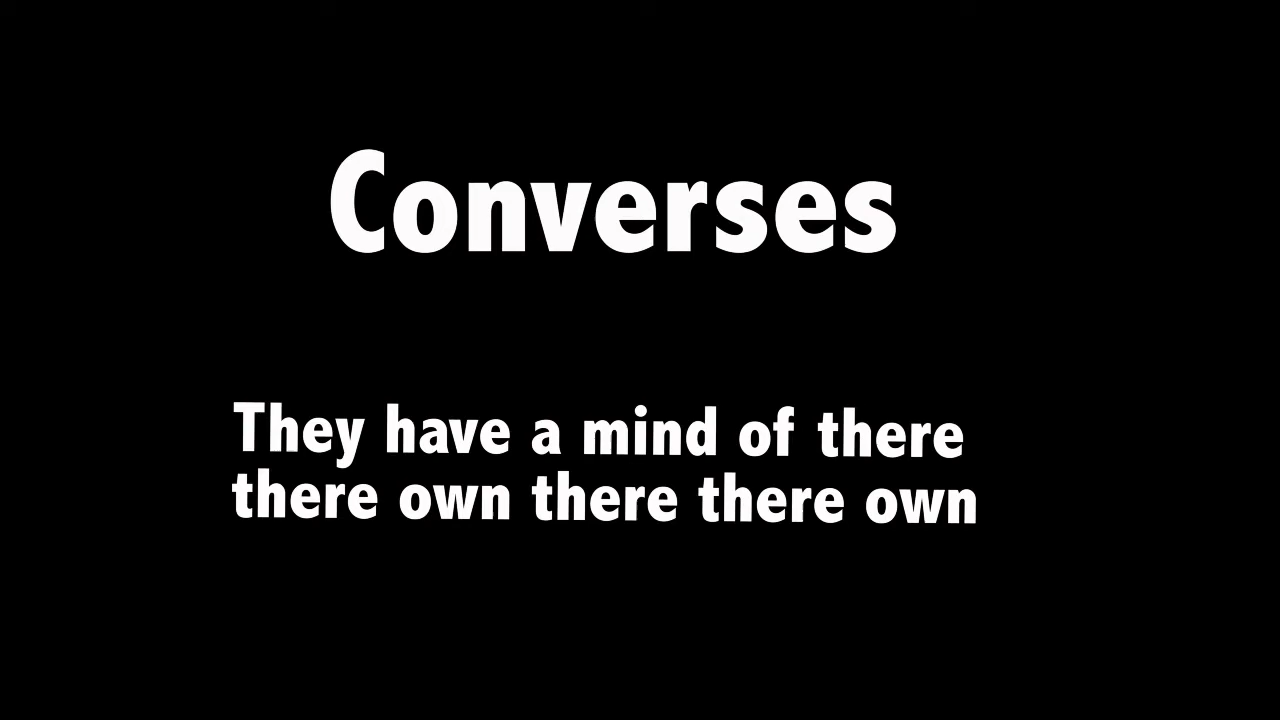 Converses
They have a mind of there
there own there there own